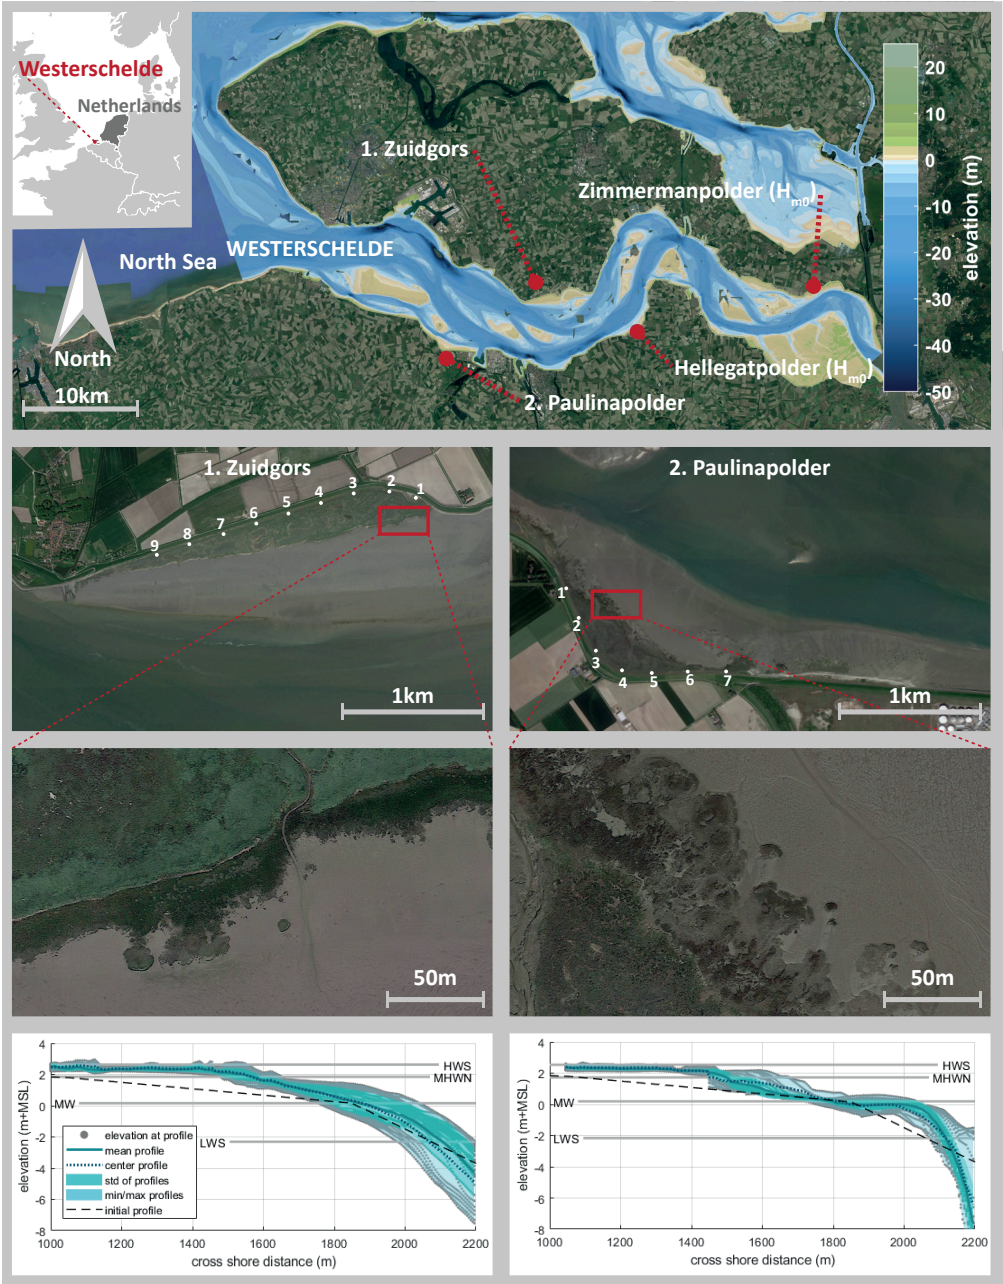 Westerschelde
Netherlands
1. Zuidgors
Zimmermanpolder (Hm0)
WESTERSCHELDE
North Sea
North
10km
Hellegatpolder (Hm0)
2. Paulinapolder
20
10
0
-10
-20
-30
-40
-50
elevation (m)
1. Zuidgors
1
2
3
4
5
6
7
8
9
1km
2. Paulinapolder
1
2
3
4
5
6
7
1km
50m
50m
4
2
0
-2
-4
-6
-8
elevation (m+MSL)
HWS
MHWN
MW
LWS
elevation at profile
mean profile
center profile
std of profiles
min/max profiles
initial profile
1000 1200 1400 1600 1800 2000 2200
cross shore distance (m)
4
2
0
-2
-4
-6
-8
elevation (m+MSL)
HWS
MHWN
MW
LWS
1000 1200 1400 1600 1800 2000 2200
cross shore distance (m)